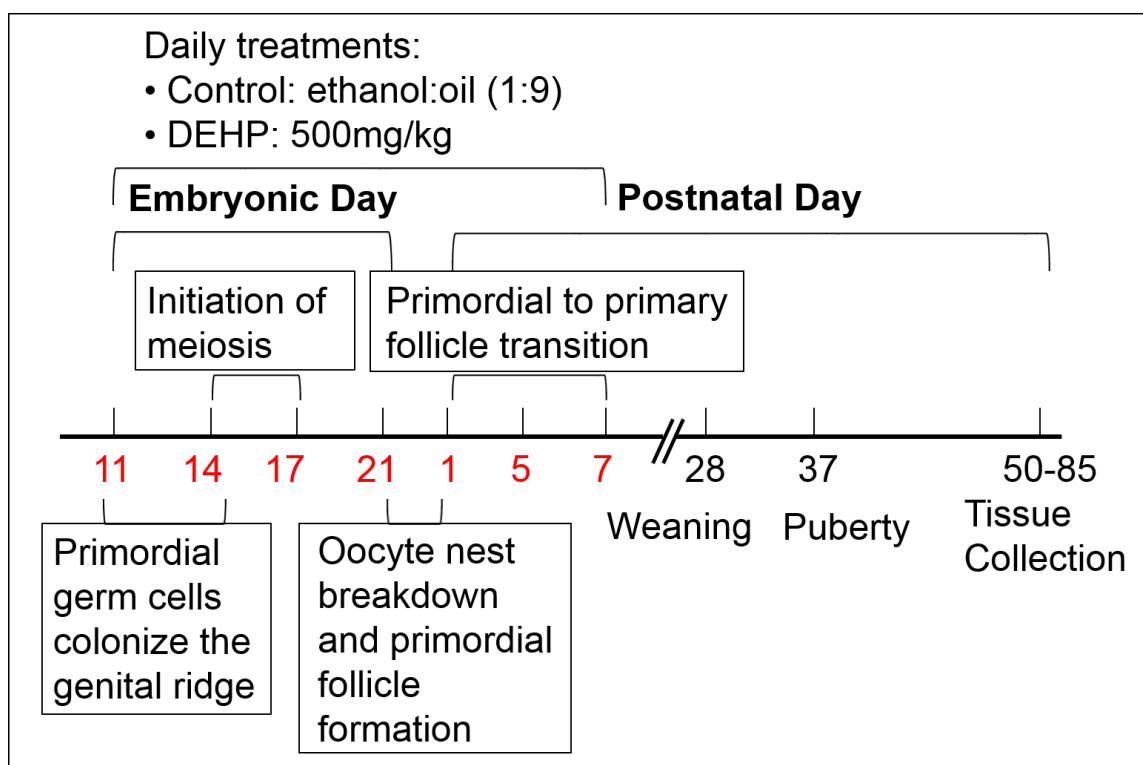 Daily treatments:
• Control: ethanol:oil (1:9)
• DEHP: 500mg/kg
Embryonic Day
Postnatal Day
Initiation of
meiosis
Primordial to primary
follicle transition
11 14 17 21 1 5 7 28 37 50-85
Weaning
Puberty
Tissue
Collection
Primordial
germ cells
colonize the
genital ridge
Oocyte nest
breakdown
and primordial
follicle
formation